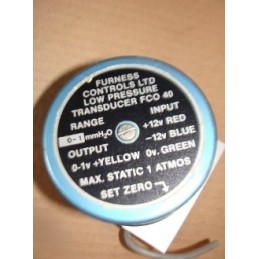 FURNESS
CONTROLS LTD
LOW PRESSURE
TRANSDUCER FCO 40
RANGE INPUT
0-1 mmH₂O +12v RED
OUTPUT -12v BLUE
0-1v +YELLOW 0v. GREEN
MAX. STATIC 1 ATMOS
SET ZERO